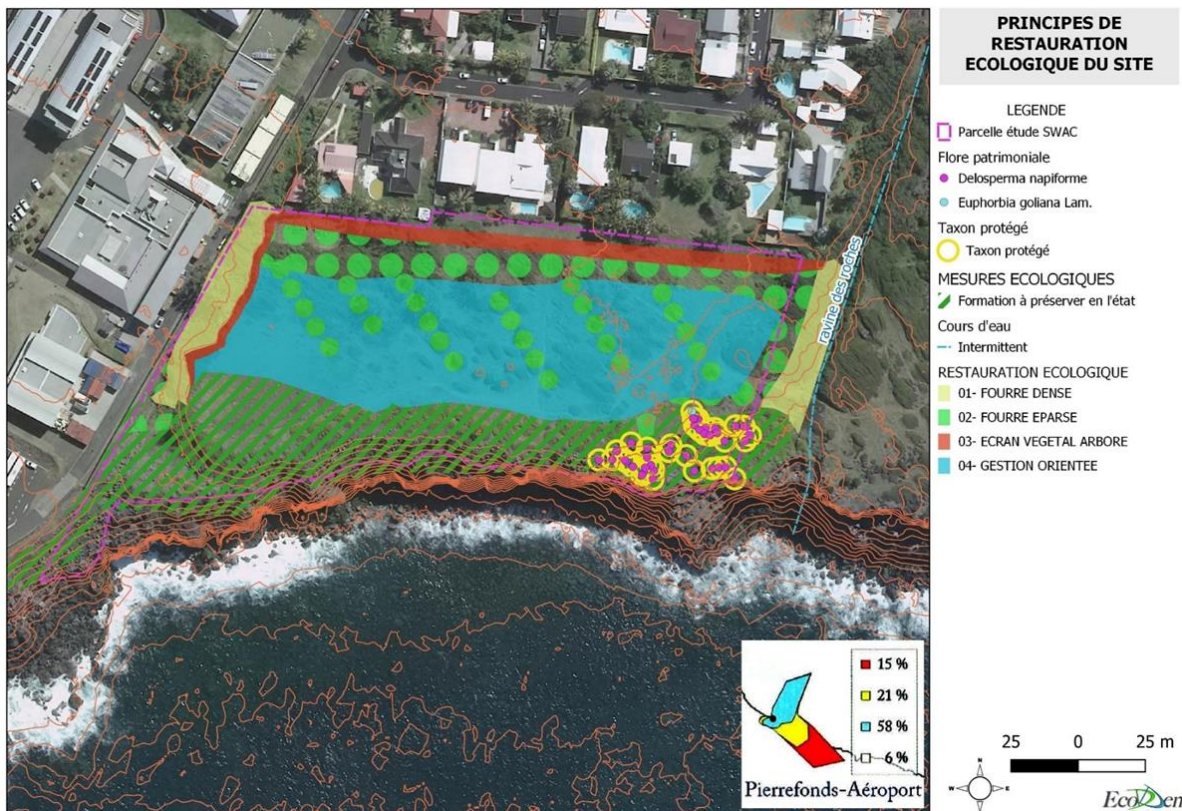 PRINCIPES DE
RESTAURATION
ECOLOGIQUE DU SITE
LEGENDE
Parcelle étude SWAC
Flore patrimoniale
Delosperma napiforme
Euphorbia goliana Lam.
Taxon protégé
Taxon protégé
MESURES ECOLOGIQUES
Formation à préserver en l'état
Cours d'eau
Intermittent
RESTAURATION ECOLOGIQUE
01- FOURRE DENSE
02- FOURRE EPARSE
03- ECRAN VEGETAL ARBORE
04- GESTION ORIENTEE
ravine des roches
15 %
21 %
58 %
6 %
Pierrefonds-Aéroport
25 0 25 m
N
W E
S